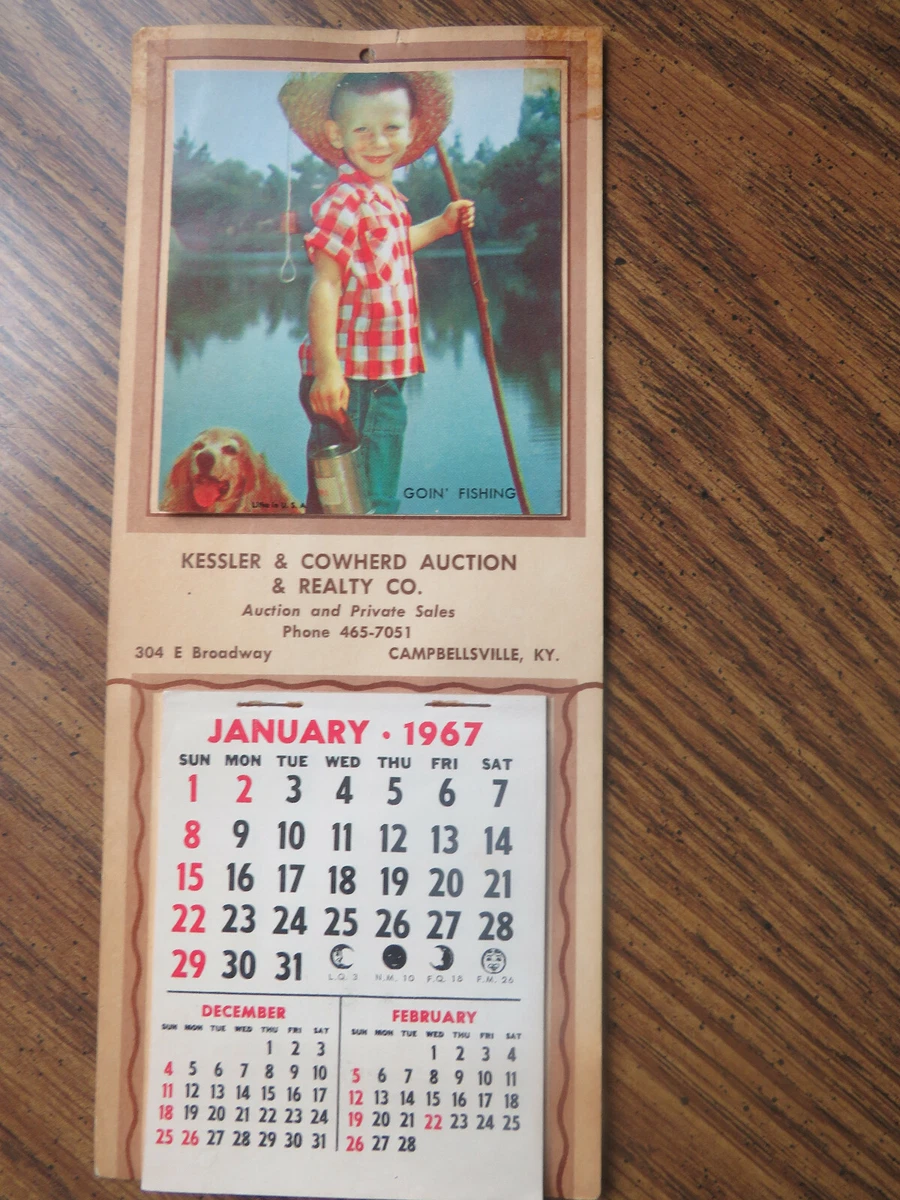 GOIN' FISHING
Litho in U. S. A.
KESSLER & COWHERD AUCTION
& REALTY CO.
Auction and Private Sales
Phone 465-7051
304 E Broadway CAMPBELLSVILLE, KY.
JANUARY • 1967
SUN MON TUE WED THU FRI SAT
1 2 3 4 5 6 7
8 9 10 11 12 13 14
15 16 17 18 19 20 21
22 23 24 25 26 27 28
29 30 31
L.Q. 3 N.M. 10 F.Q. 18 F.M. 26
DECEMBER
SUN MON TUE WED THU FRI SAT
1 2 3
4 5 6 7 8 9 10
11 12 13 14 15 16 17
18 19 20 21 22 23 24
25 26 27 28 29 30 31
FEBRUARY
SUN MON TUE WED THU FRI SAT
1 2 3 4
5 6 7 8 9 10 11
12 13 14 15 16 17 18
19 20 21 22 23 24 25
26 27 28